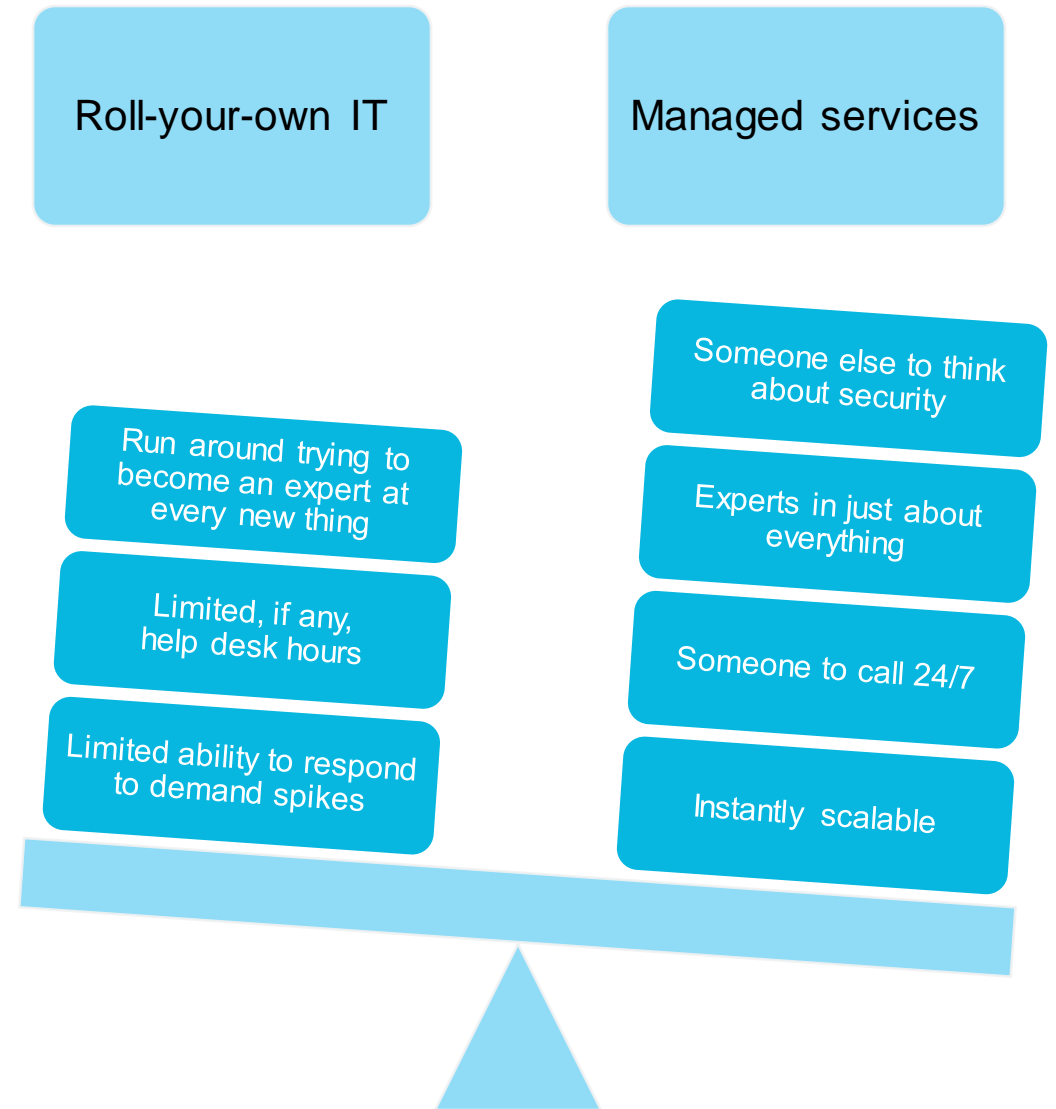 Roll-your-own IT
Managed services
Run around trying to
become an expert at
every new thing
Limited, if any,
help desk hours
Limited ability to respond
to demand spikes
Someone else to think
about security
Experts in just about
everything
Someone to call 24/7
Instantly scalable